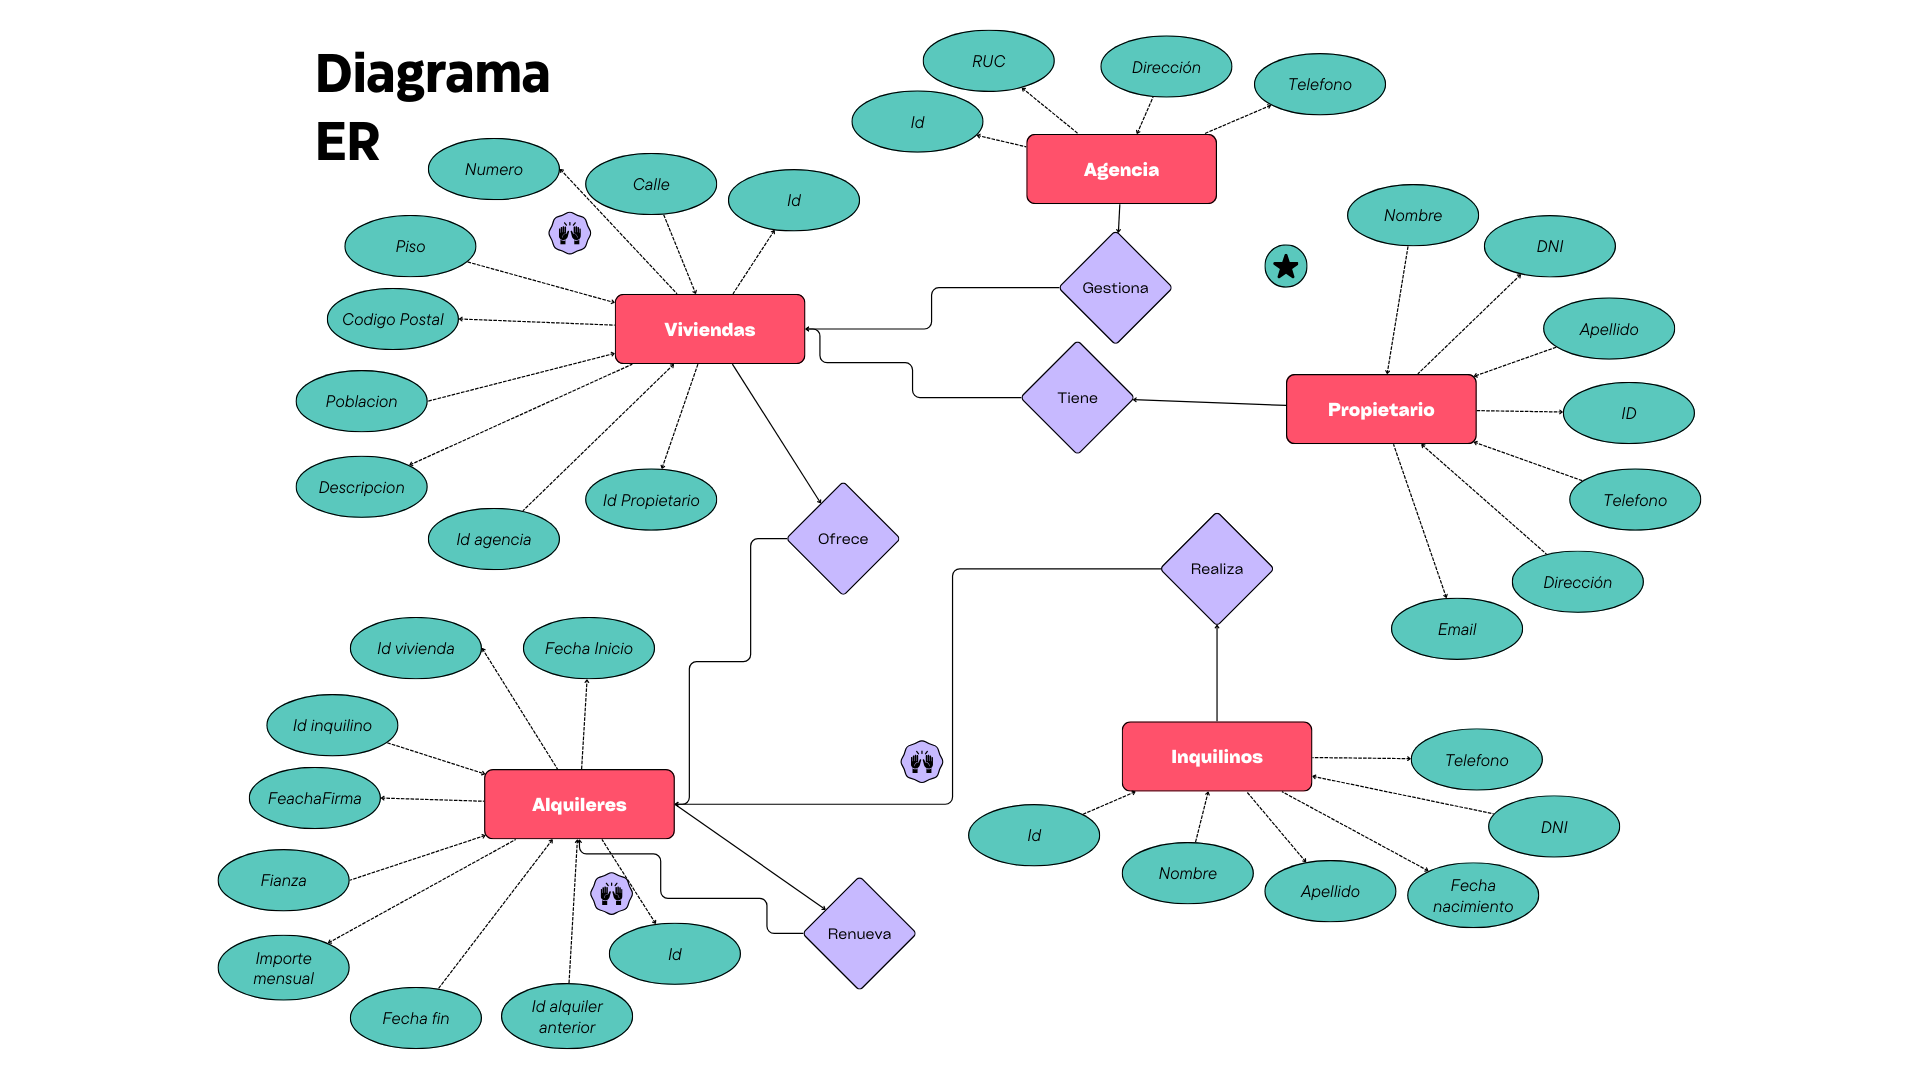 Diagrama
ER
RUC
Dirección
Telefono
Id
Agencia
Numero
Calle
Id
Piso
Codigo Postal
Viviendas
Poblacion
Descripcion
Id agencia
Id Propietario
Gestiona
Tiene
Nombre
DNI
Apellido
Propietario
ID
Telefono
Dirección
Email
Ofrece
Realiza
Id vivienda
Fecha Inicio
Id inquilino
FeachaFirma
Alquileres
Fianza
Importe
mensual
Fecha fin
Id alquiler
anterior
Id
Renueva
Inquilinos
Telefono
DNI
Id
Nombre
Apellido
Fecha
nacimiento